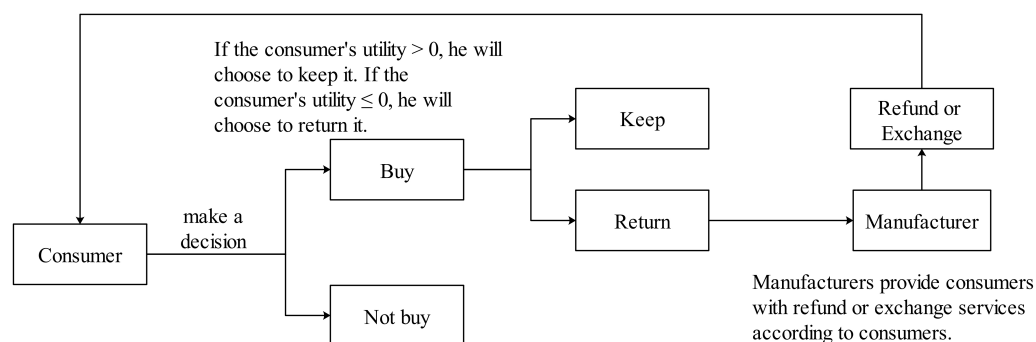 If the consumer's utility > 0, he will
choose to keep it. If the
consumer's utility ≤ 0, he will
choose to return it.
Keep
Refund or
Exchange
Buy
make a
decision
Return
Manufacturer
Consumer
Not buy
Manufacturers provide consumers
with refund or exchange services
according to consumers.